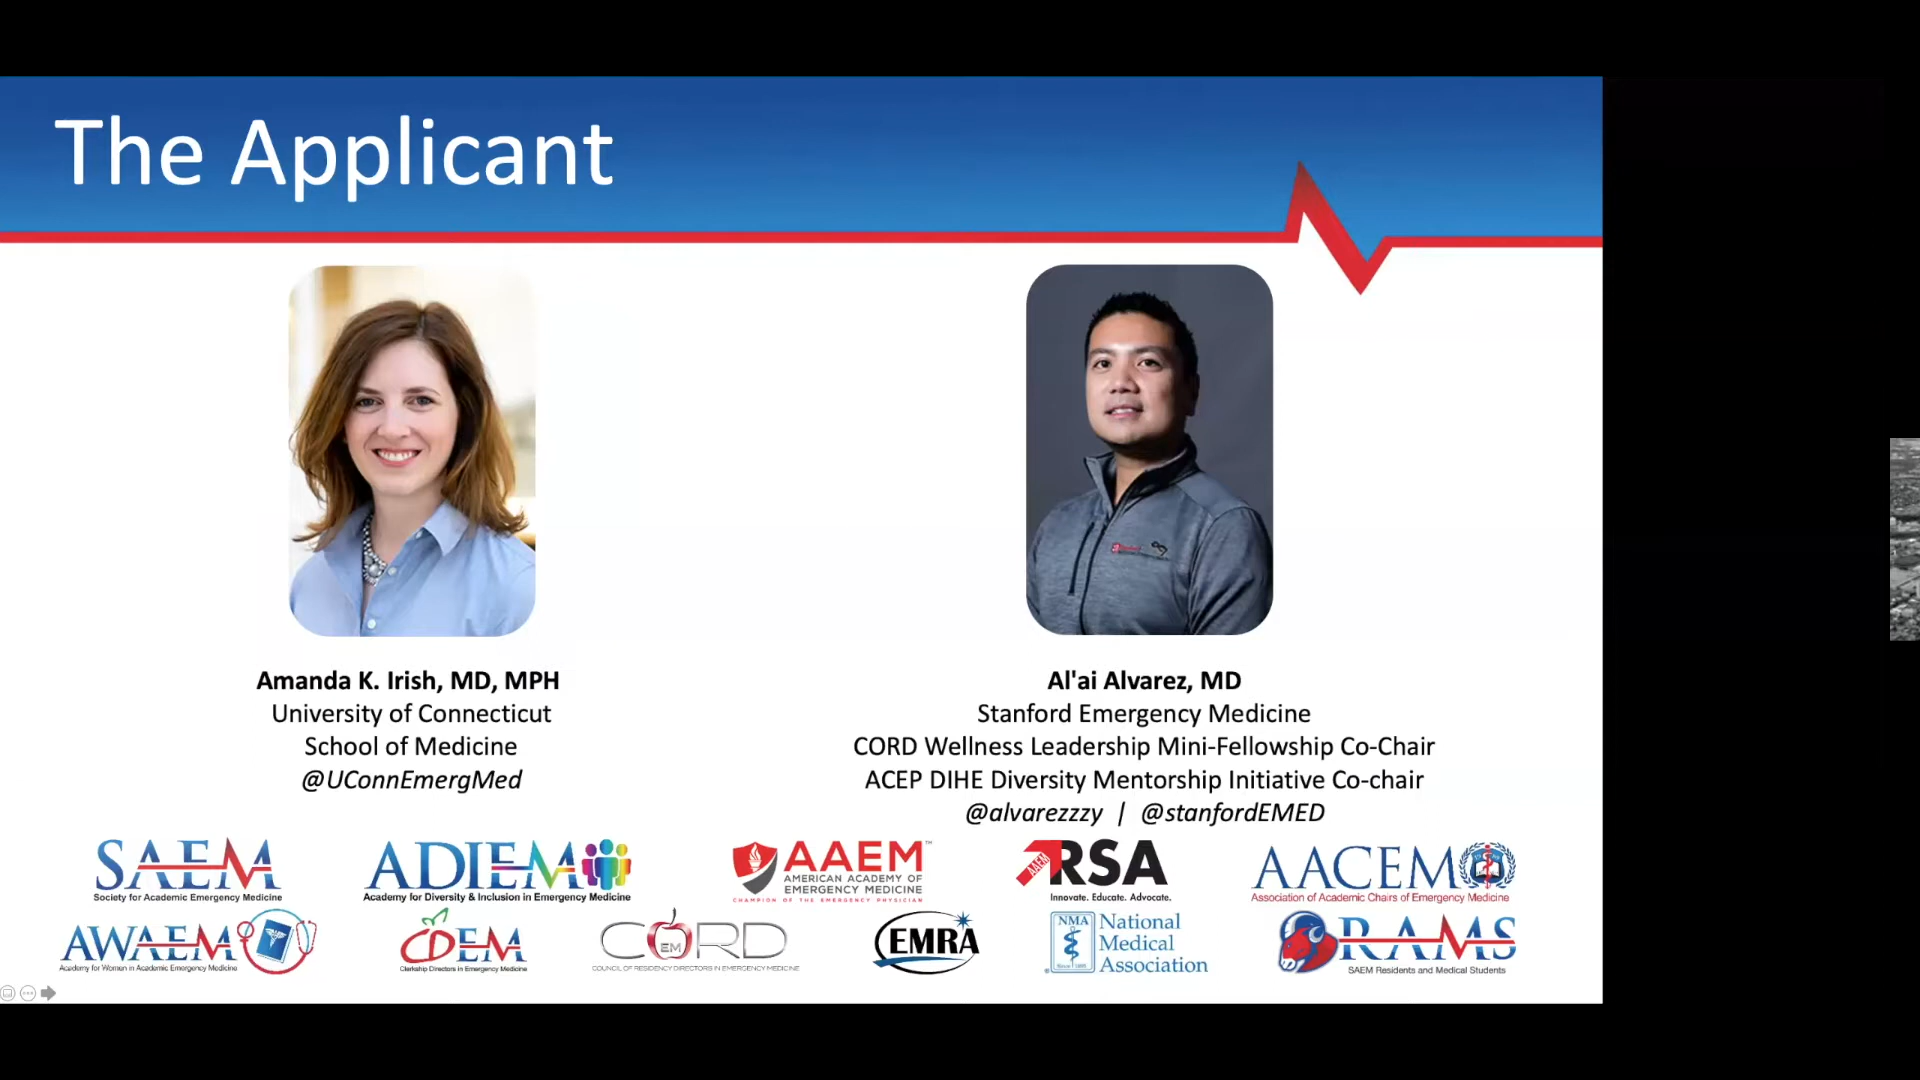 The Applicant
Amanda K. Irish, MD, MPH
University of Connecticut
School of Medicine
@UConnEmergMed
Al'ai Alvarez, MD
Stanford Emergency Medicine
CORD Wellness Leadership Mini-Fellowship Co-Chair
ACEP DIHE Diversity Mentorship Initiative Co-chair
@alvarezzzy | @stanfordEMED
SAEM
Society for Academic Emergency Medicine
ADIEM
Academy for Diversity & Inclusion in Emergency Medicine
AAEM™
AMERICAN ACADEMY OF
EMERGENCY MEDICINE
CHAMPION OF THE EMERGENCY PHYSICIAN
AAEM
RSA
Innovate. Educate. Advocate.
AACEM
Association of Academic Chairs of Emergency Medicine
AWAEM
Academy for Women in Academic Emergency Medicine
CDEM
Clerkship Directors in Emergency Medicine
CORD
EM
COUNCIL OF RESIDENCY DIRECTORS IN EMERGENCY MEDICINE
EMRA
NMA
National
Medical
Association
RAMS
SAEM Residents and Medical Students